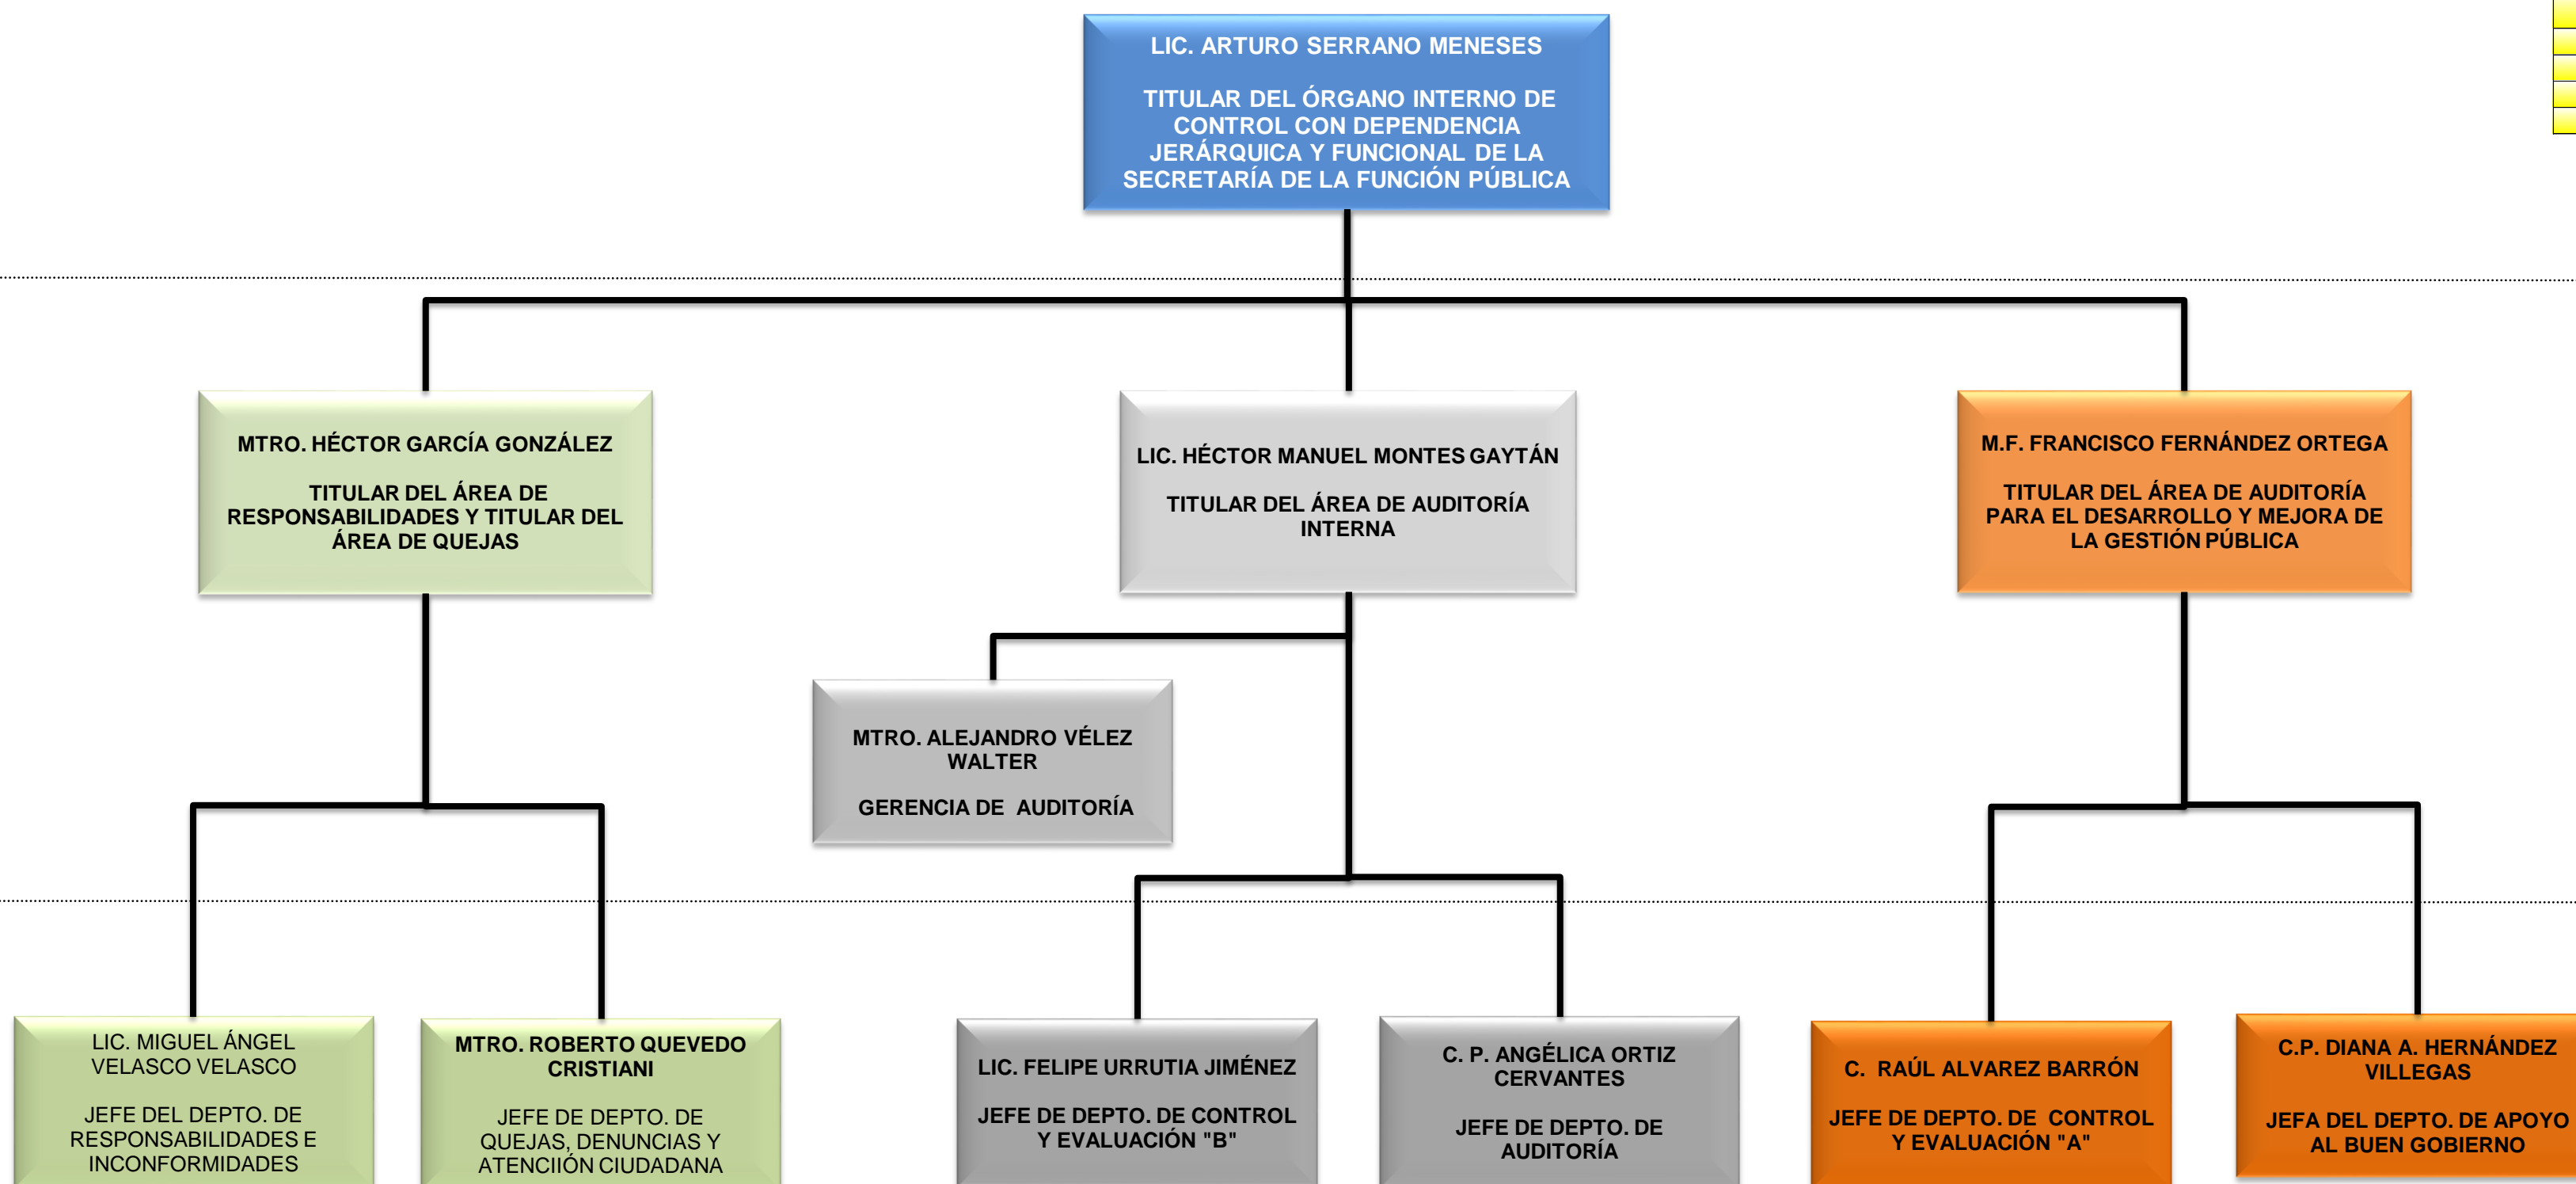 LIC. ARTURO SERRANO MENESES
TITULAR DEL ÓRGANO INTERNO DE
CONTROL CON DEPENDENCIA
JERÁRQUICA Y FUNCIONAL DE LA
SECRETARÍA DE LA FUNCIÓN PÚBLICA
MTRO. HÉCTOR GARCÍA GONZÁLEZ
TITULAR DEL ÁREA DE
RESPONSABILIDADES Y TITULAR DEL
ÁREA DE QUEJAS
LIC. HÉCTOR MANUEL MONTES GAYTÁN
TITULAR DEL ÁREA DE AUDITORÍA
INTERNA
M.F. FRANCISCO FERNÁNDEZ ORTEGA
TITULAR DEL ÁREA DE AUDITORÍA
PARA EL DESARROLLO Y MEJORA DE
LA GESTIÓN PÚBLICA
MTRO. ALEJANDRO VÉLEZ
WALTER
GERENCIA DE AUDITORÍA
LIC. MIGUEL ÁNGEL
VELASCO VELASCO
JEFE DEL DEPTO. DE
RESPONSABILIDADES E
INCONFORMIDADES
MTRO. ROBERTO QUEVEDO
CRISTIANI
JEFE DE DEPTO. DE
QUEJAS, DENUNCIAS Y
ATENCIIÓN CIUDADANA
LIC. FELIPE URRUTIA JIMÉNEZ
JEFE DE DEPTO. DE CONTROL
Y EVALUACIÓN "B"
C. P. ANGÉLICA ORTIZ
CERVANTES
JEFE DE DEPTO. DE
AUDITORÍA
C. RAÚL ALVAREZ BARRÓN
JEFE DE DEPTO. DE CONTROL
Y EVALUACIÓN "A"
C.P. DIANA A. HERNÁNDEZ
VILLEGAS
JEFA DEL DEPTO. DE APOYO
AL BUEN GOBIERNO